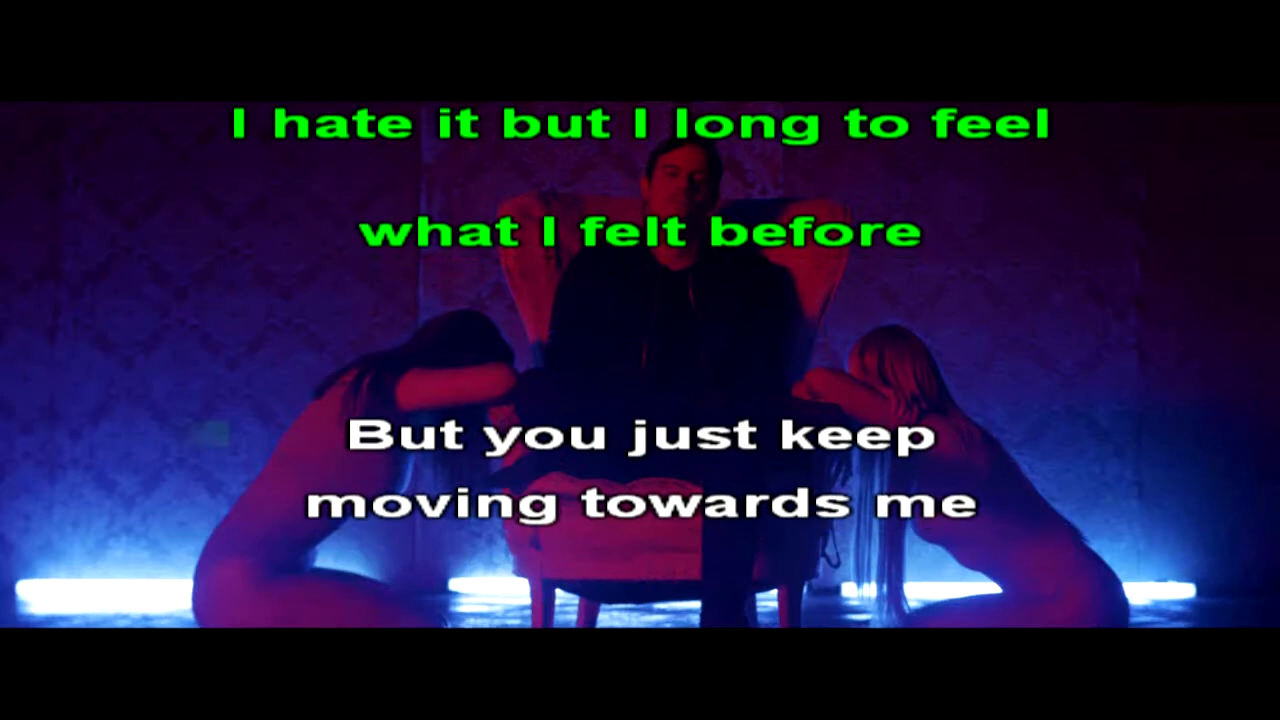 I hate it but I long to feel
what I felt before
But you just keep
moving towards me